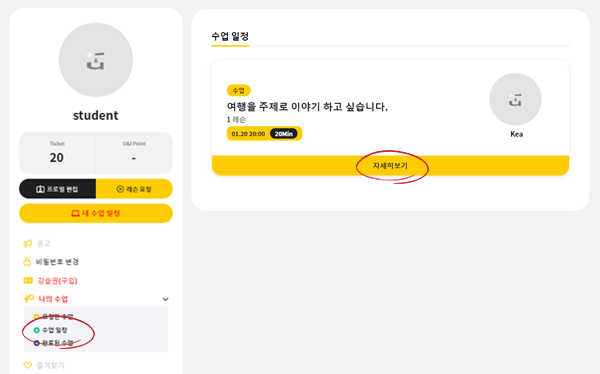 student
Ticket
U&I Point
20
-
프로필 편집
레슨 요청
내 수업 일정
공고
비밀번호 변경
강습권(구입)
나의 수업
요청한 수업
수업 일정
완료된 수업
즐겨찾기
수업 일정
수업
여행을 주제로 이야기 하고 싶습니다.
1 레슨
01.20 20:00 20Min
Kea
자세히보기